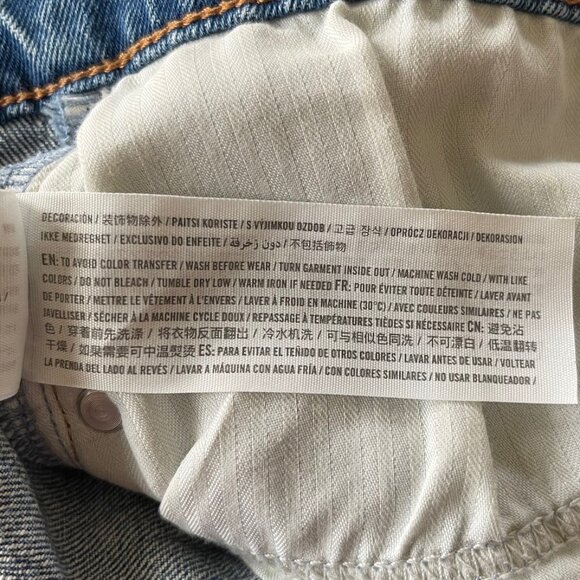 DECORACIÓN / 装饰物除外 / PAITSI KORISTE / S VÝJIMKOU OZDOB / 고급 장식 / OPRÓCZ DEKORACJI / DEKORASION
IKKE MEDREGNET / EXCLUSIVO DO ENFEITE / دون زخرفة / 不包括飾物
EN: TO AVOID COLOR TRANSFER / WASH BEFORE WEAR / TURN GARMENT INSIDE OUT / MACHINE WASH COLD / WITH LIKE
COLORS / DO NOT BLEACH / TUMBLE DRY LOW / WARM IRON IF NEEDED FR: POUR ÉVITER TOUTE DÉTEINTE / LAVER AVANT
DE PORTER / METTRE LE VÊTEMENT À L'ENVERS / LAVER À FROID EN MACHINE (30°C) / AVEC COULEURS SIMILAIRES / NE PAS
JAVELLISER / SÉCHER À LA MACHINE CYCLE DOUX / REPASSAGE À TEMPÉRATURES TIÈDES SI NÉCESSAIRE CN: 避免沾
色 / 穿着前先洗涤 / 将衣物反面翻出 / 冷水机洗 / 可与相似色同洗 / 不可漂白 / 低温翻转
干燥 / 如果需要可中温熨烫 ES: PARA EVITAR EL TEÑIDO DE OTROS COLORES / LAVAR ANTES DE USAR / VOLTEAR
LA PRENDA DEL LADO AL REVÉS / LAVAR A MÁQUINA CON AGUA FRÍA / CON COLORES SIMILARES / NO USAR BLANQUEADOR /